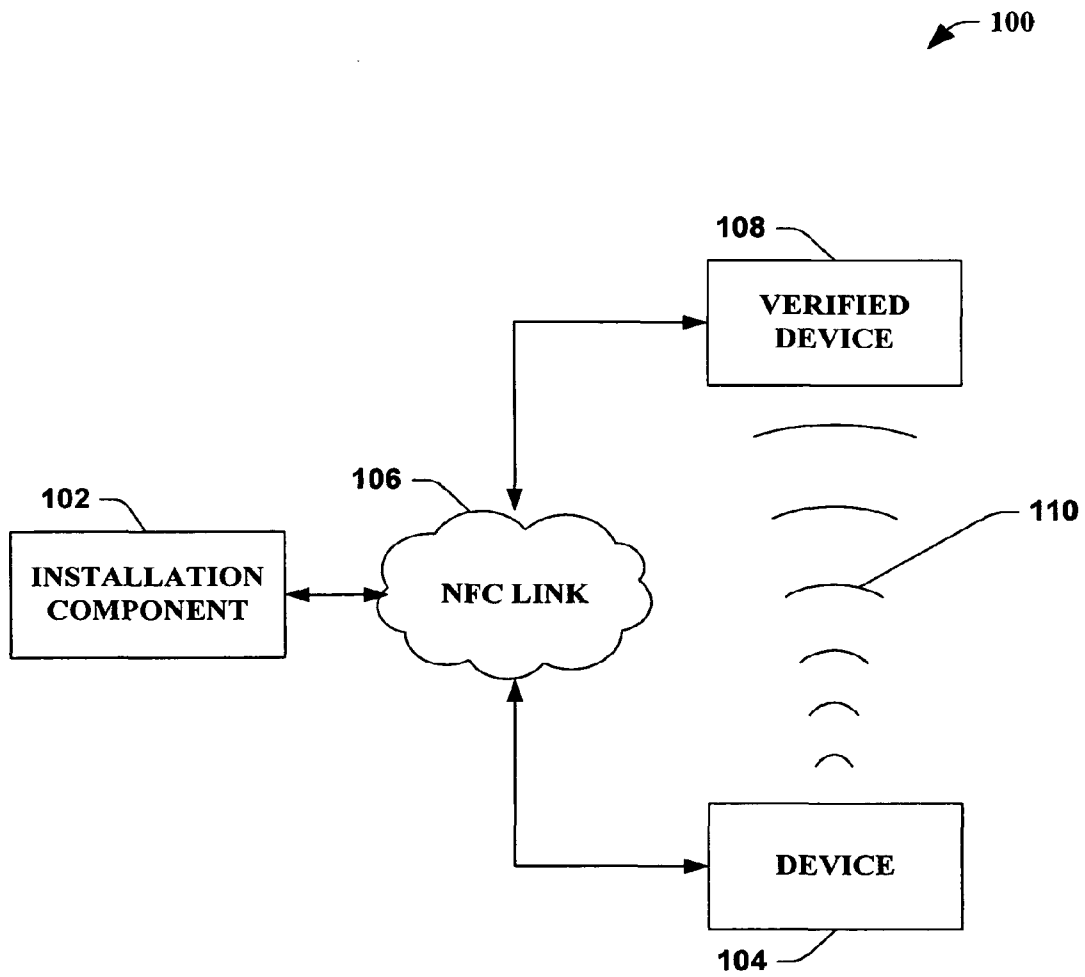 100
108
VERIFIED
DEVICE
106
102
110
INSTALLATION
COMPONENT
NFC LINK
DEVICE
104